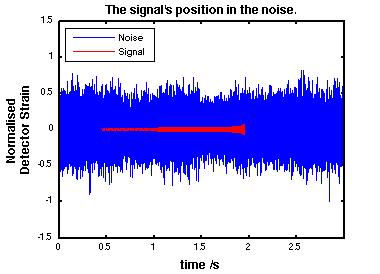 The signal's position in the noise.
Noise
Signal
Normalised
Detector Strain
1.5
1
0.5
0
-0.5
-1
-1.5
0
0.5
1
1.5
2
2.5
time /s